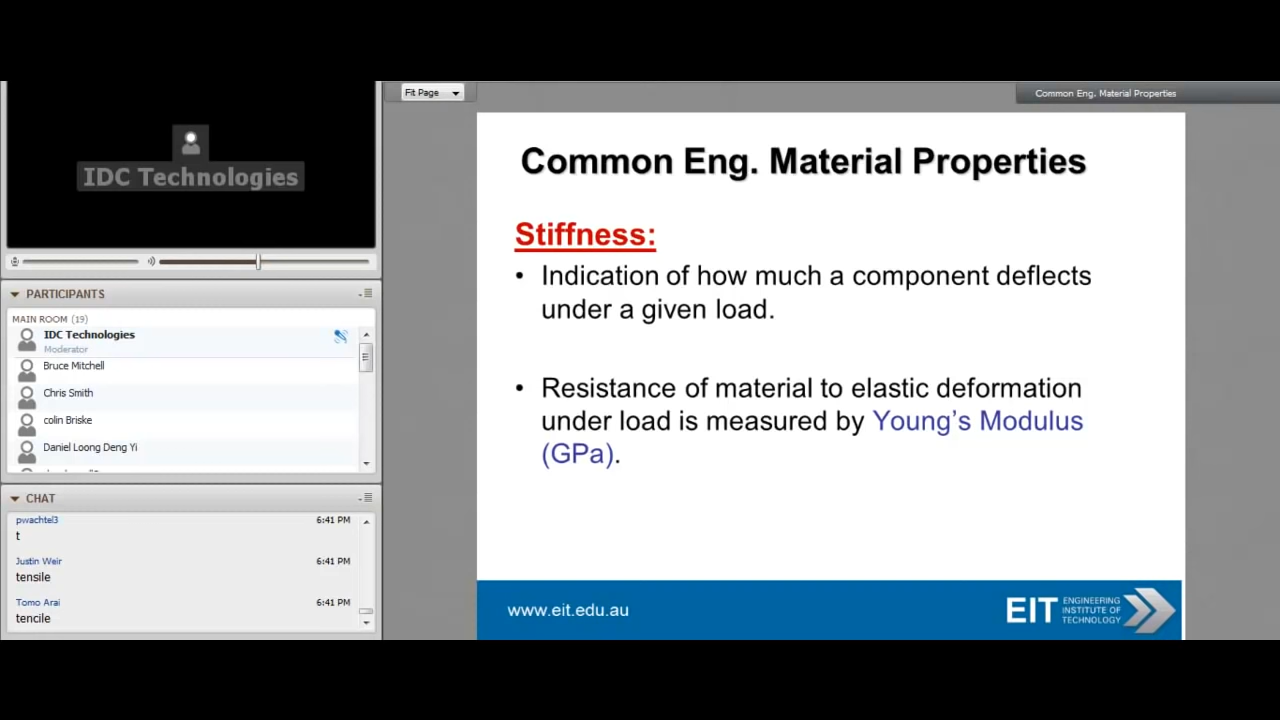 Fit Page
Common Eng. Material Properties
IDC Technologies
PARTICIPANTS
MAIN ROOM (19)
IDC Technologies
Moderator
Bruce Mitchell
Chris Smith
colin Briske
Daniel Loong Deng Yi
CHAT
pwachtel3 6:41 PM
t
Justin Weir 6:41 PM
tensile
Tomo Arai 6:41 PM
tencile
Common Eng. Material Properties
Stiffness:
• Indication of how much a component deflects
under a given load.
• Resistance of material to elastic deformation
under load is measured by Young's Modulus
(GPa).
www.eit.edu.au
EIT
ENGINEERING
INSTITUTE OF
TECHNOLOGY